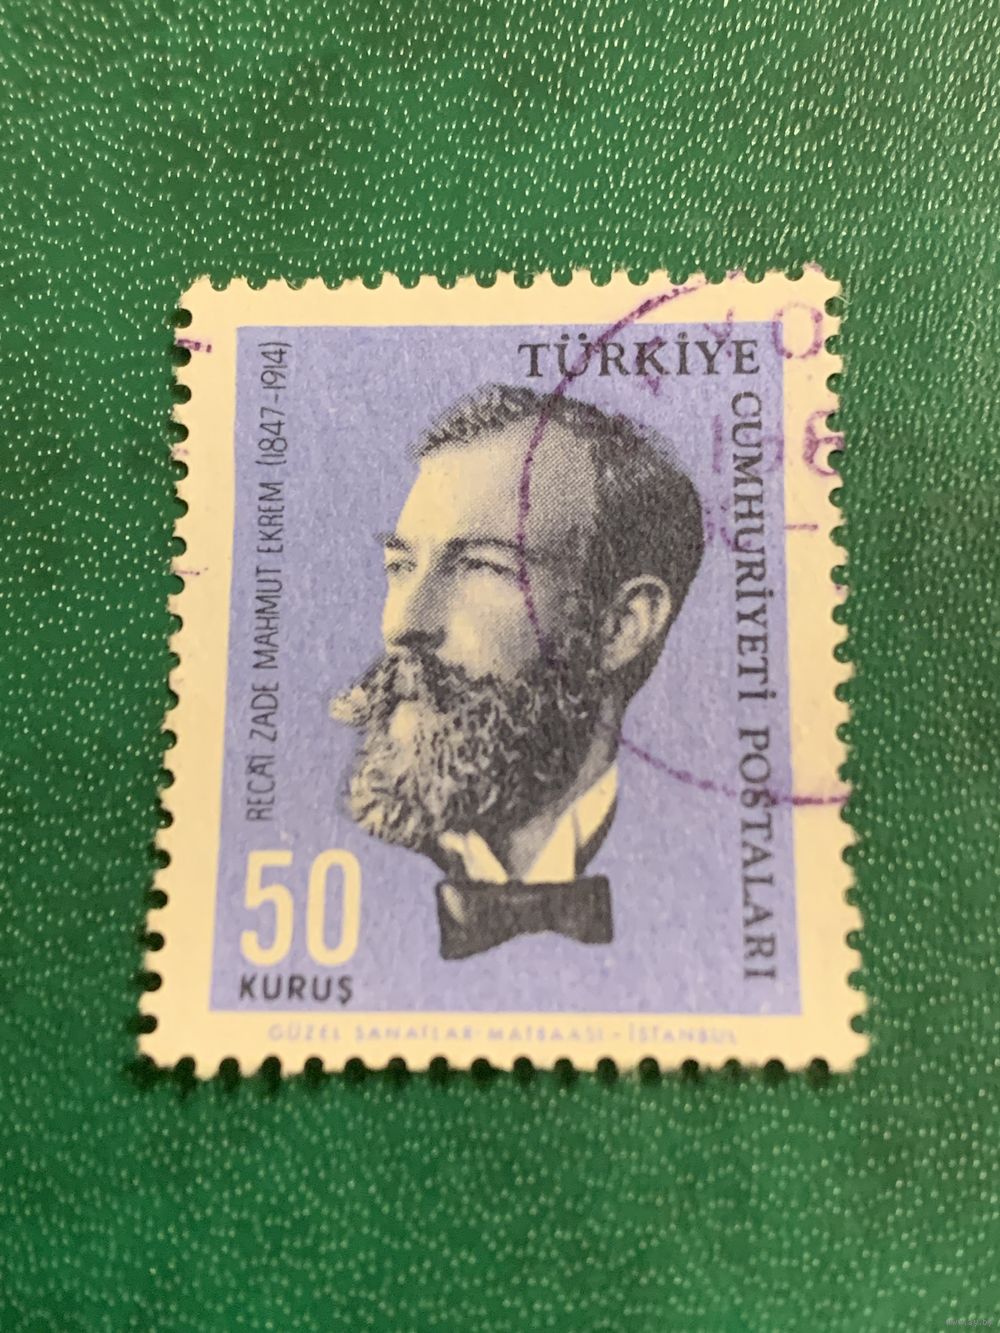 TÜRKİYE
CUMHURİYETİ POSTALARI
RECAİ ZADE MAHMUT EKREM (1847-1914)
50
KURUŞ
GÜZEL SANATLAR MATBAASI - İSTANBUL